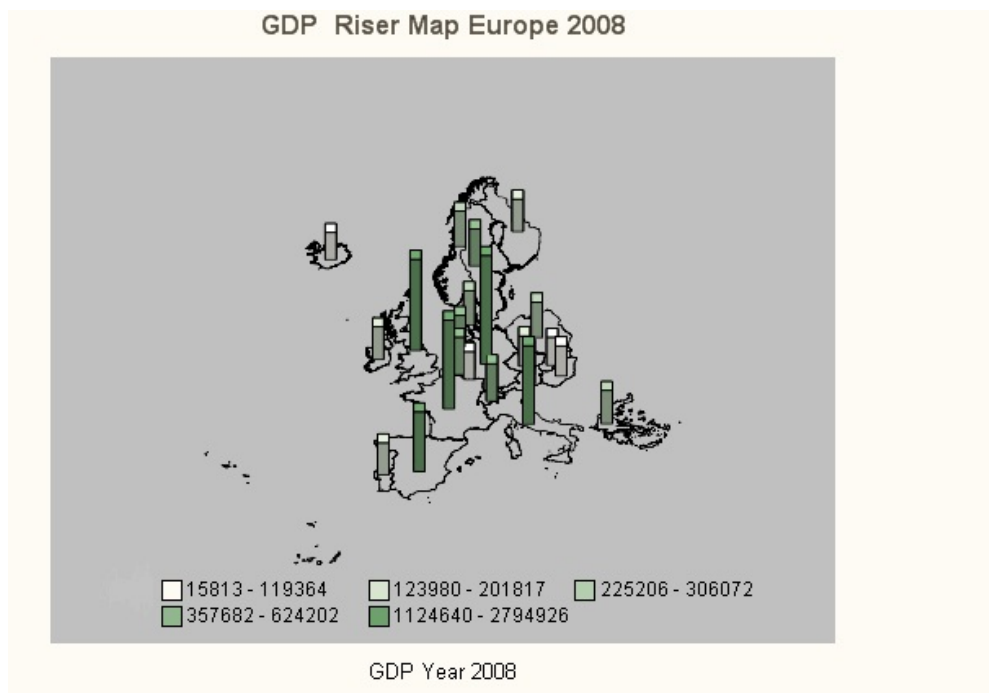 GDP Riser Map Europe 2008
15813 - 119364 123980 - 201817 225206 - 306072
357682 - 624202 1124640 - 2794926
GDP Year 2008